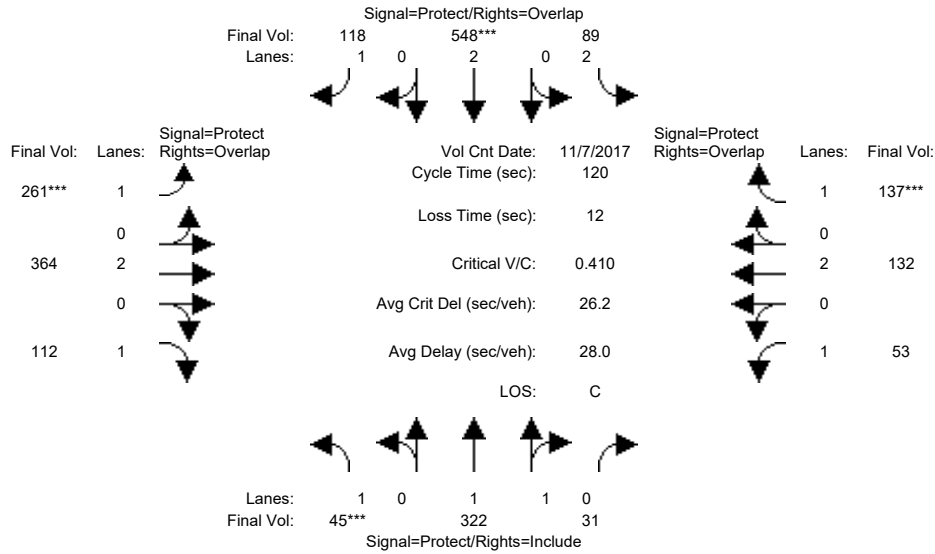 Signal=Protect/Rights=Overlap
Final Vol: 118 548*** 89
Lanes: 1 0 2 0 2
Signal=Protect Signal=Protect
Final Vol: Lanes: Rights=Overlap Vol Cnt Date: 11/7/2017 Rights=Overlap Lanes: Final Vol:
Cycle Time (sec): 120
261*** 1 1 137***
Loss Time (sec): 12
0 0
364 2 Critical V/C: 0.410 2 132
0 Avg Crit Del (sec/veh): 26.2 0
112 1 Avg Delay (sec/veh): 28.0 1 53
LOS: C
Lanes: 1 0 1 1 0
Final Vol: 45*** 322 31
Signal=Protect/Rights=Include